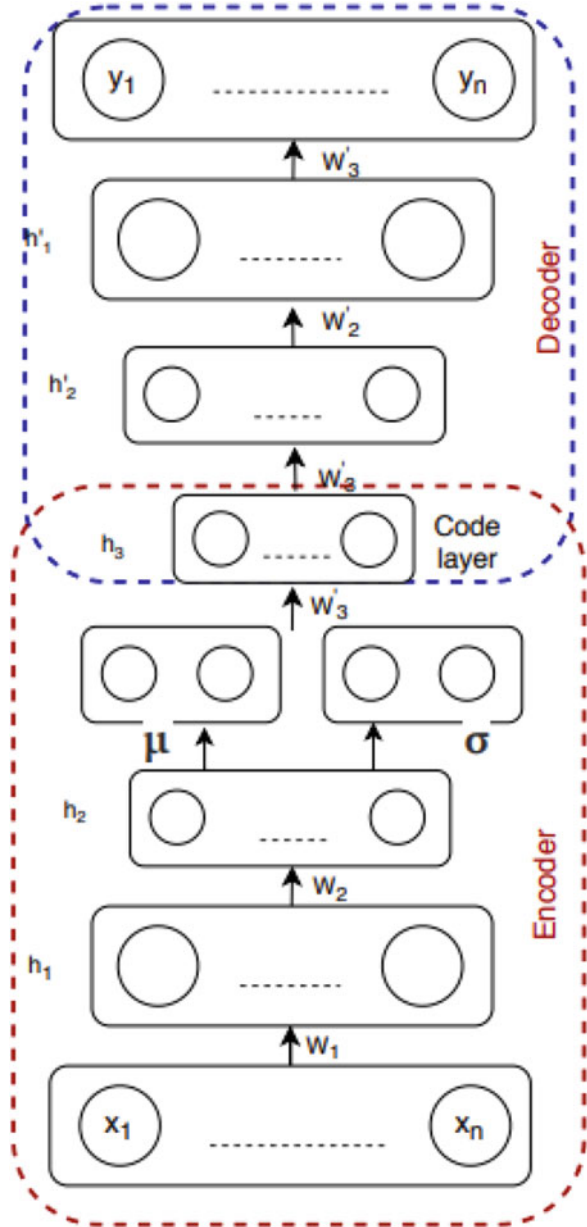 y₁ .................. yₙ
W'₃
h'₁
W'₂
h'₂
W'₃
h₃
Code
layer
W'₃
μ
σ
h₂
W₂
h₁
W₁
x₁ .................. xₙ
Decoder
Encoder